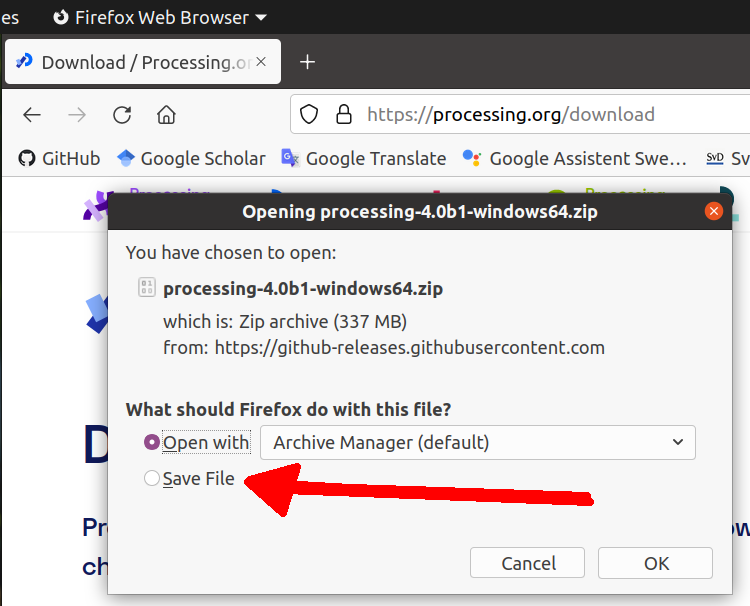 es Firefox Web Browser
Download / Processing.or
https://processing.org/download
GitHub Google Scholar Google Translate Google Assistent Swe... SvD Sv
Processing Processing
Opening processing-4.0b1-windows64.zip
You have chosen to open:
processing-4.0b1-windows64.zip
which is: Zip archive (337 MB)
from: https://github-releases.githubusercontent.com
What should Firefox do with this file?
Open with Archive Manager (default)
D
Save File
Pr ow
ch
Cancel OK